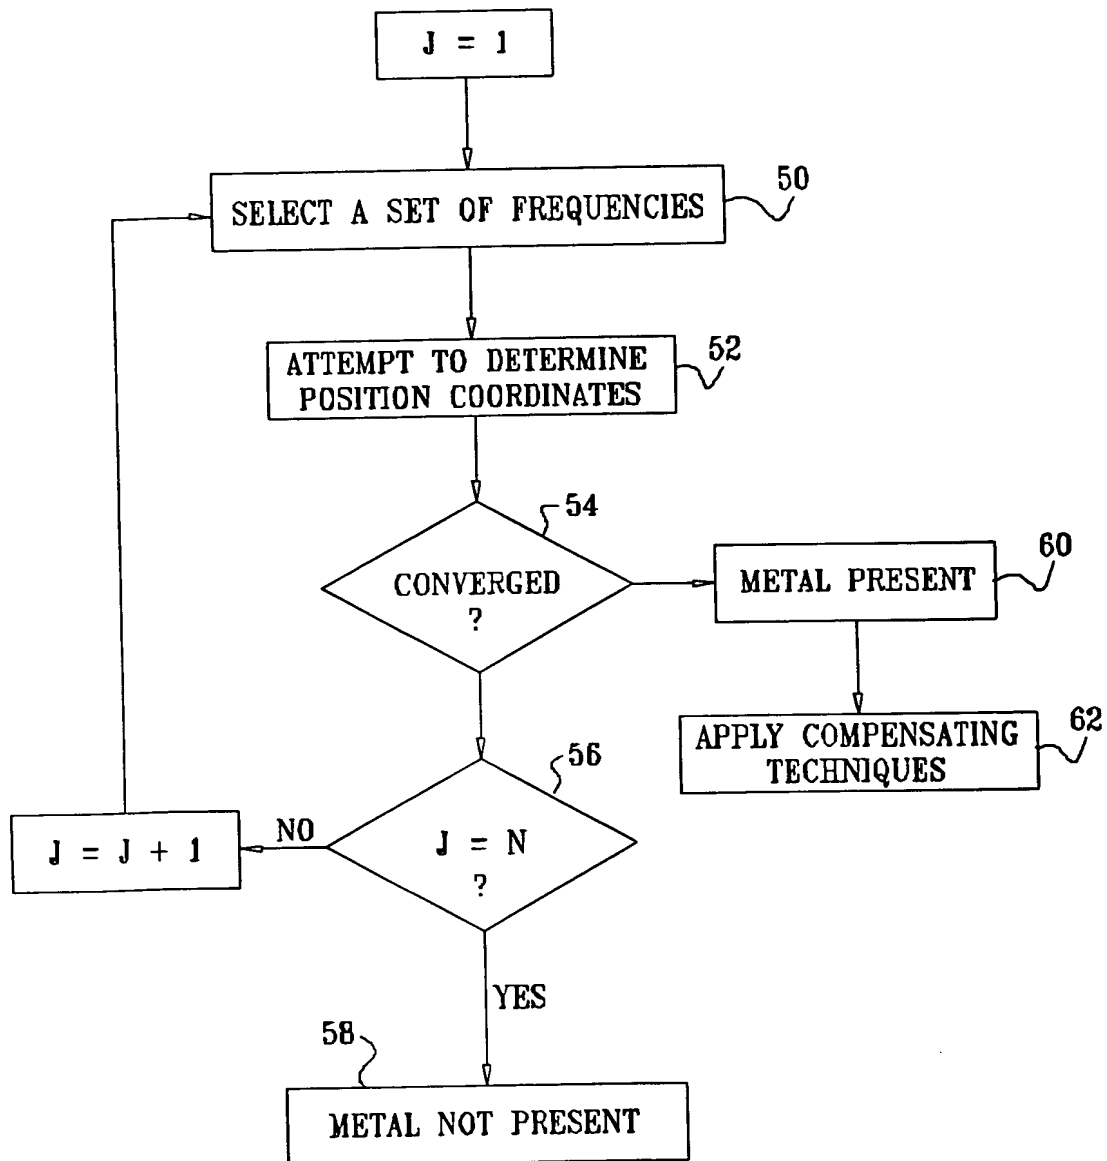 J = 1
SELECT A SET OF FREQUENCIES
50
ATTEMPT TO DETERMINE
POSITION COORDINATES
52
CONVERGED
?
54
METAL PRESENT
60
APPLY COMPENSATING
TECHNIQUES
62
J = N
?
56
NO
J = J + 1
YES
58
METAL NOT PRESENT